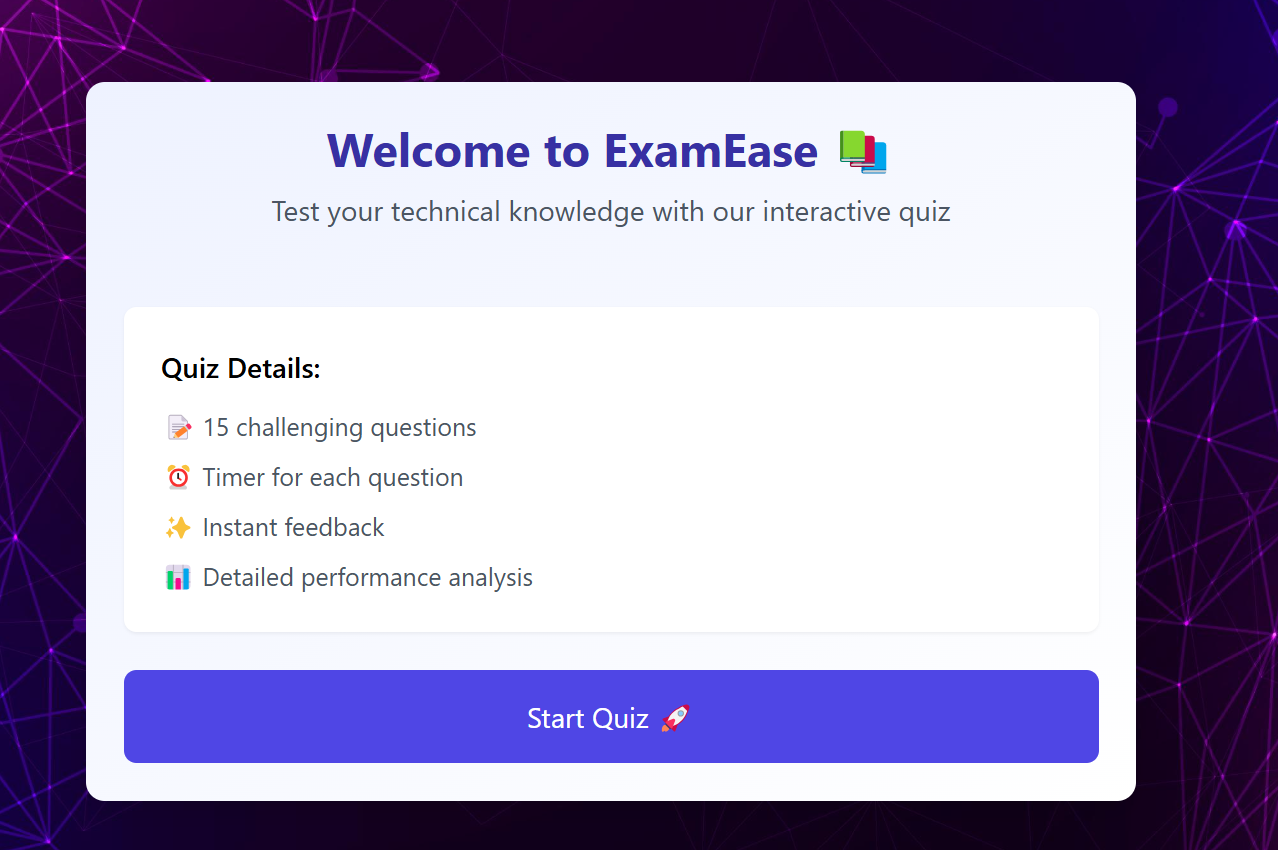 Welcome to ExamEase 📚
Test your technical knowledge with our interactive quiz
Quiz Details:
📝 15 challenging questions
⏰ Timer for each question
✨ Instant feedback
📊 Detailed performance analysis
Start Quiz 🚀